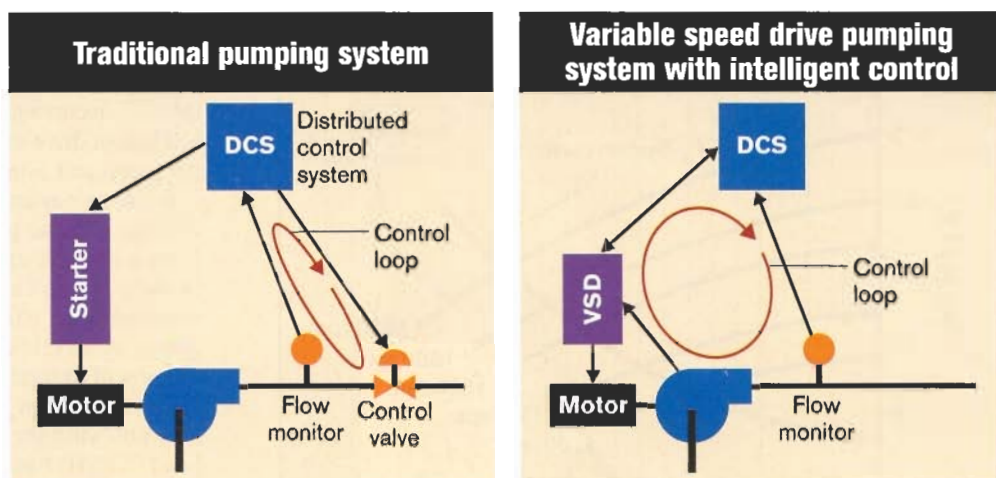 Traditional pumping system
DCS
Distributed
control
system
Starter
Control
loop
Motor
Flow
monitor
Control
valve
Variable speed drive pumping
system with intelligent control
DCS
VSD
Control
loop
Motor
Flow
monitor